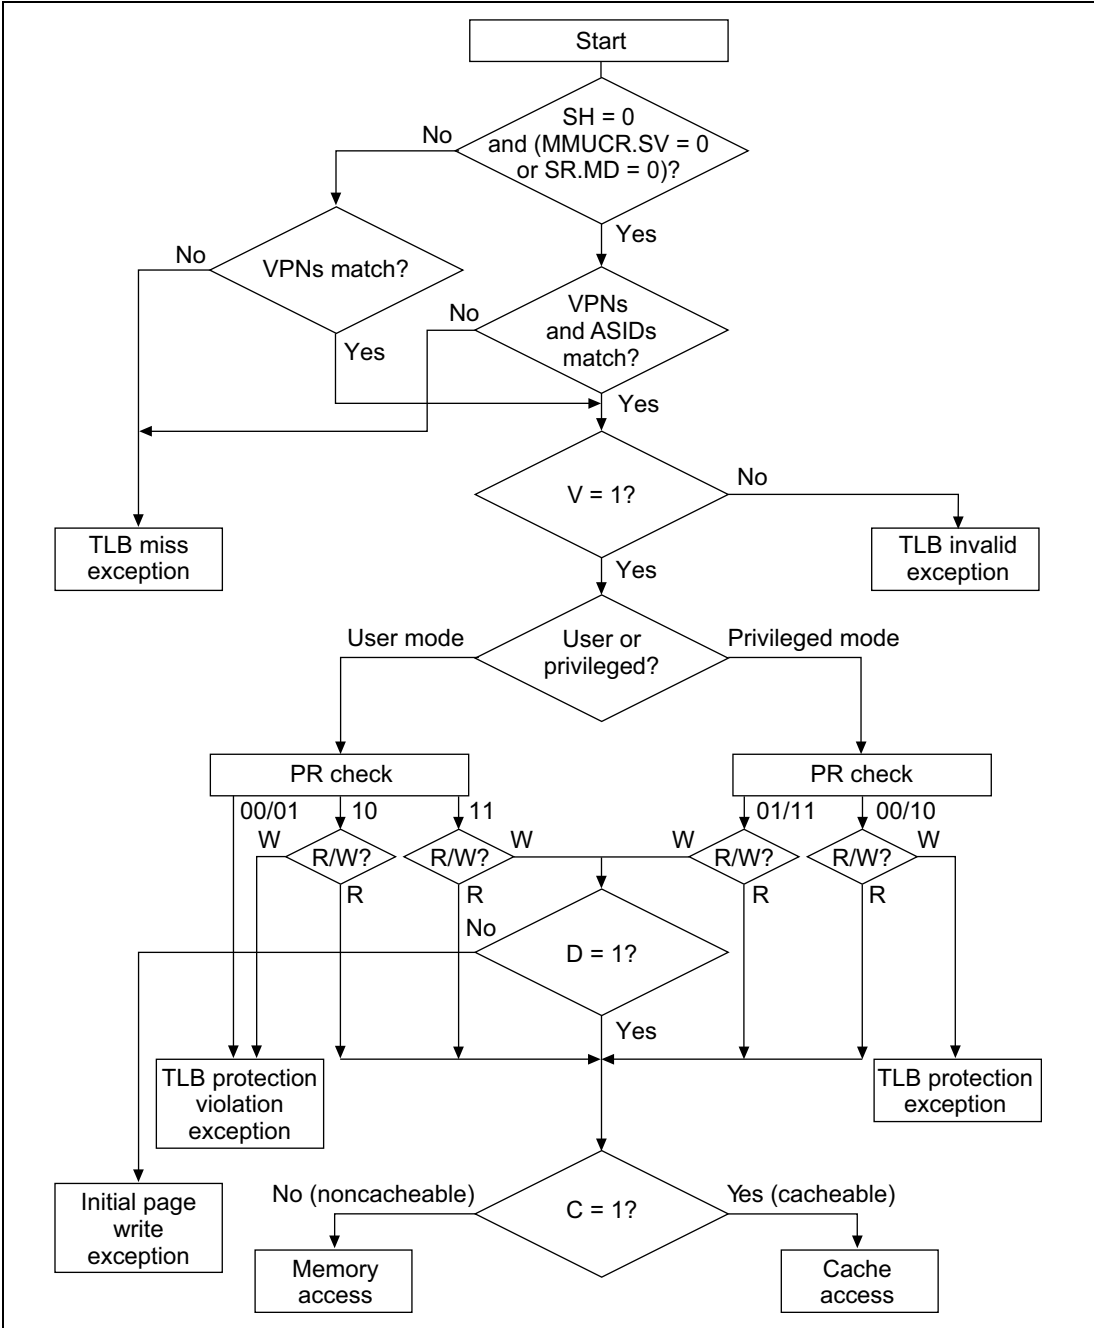 Start
SH = 0
and (MMUCR.SV = 0
or SR.MD = 0)?
No
Yes
VPNs match?
No
Yes
VPNs
and ASIDs
match?
No
Yes
V = 1?
No
Yes
TLB miss
exception
TLB invalid
exception
User or
privileged?
User mode
Privileged mode
PR check
PR check
00/01
10
11
01/11
00/10
W
R/W?
R
R/W?
W
R
W
R/W?
R
R/W?
W
R
D = 1?
No
Yes
TLB protection
violation
exception
TLB protection
exception
Initial page
write
exception
C = 1?
No (noncacheable)
Yes (cacheable)
Memory
access
Cache
access